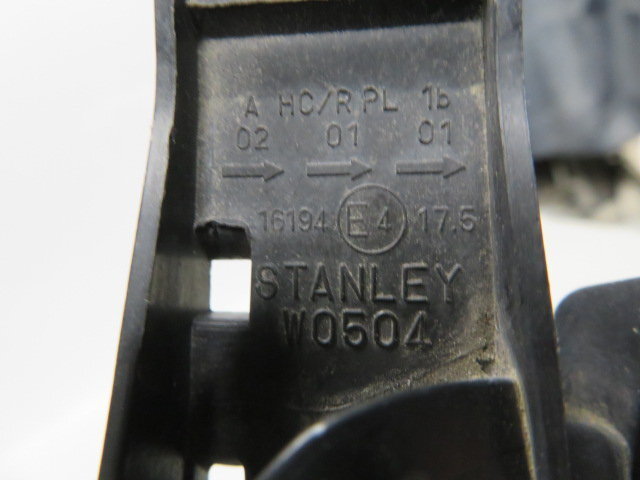 A HC/R PL 1b
02 01 01
16194 E4 17.5
STANLEY
W0504